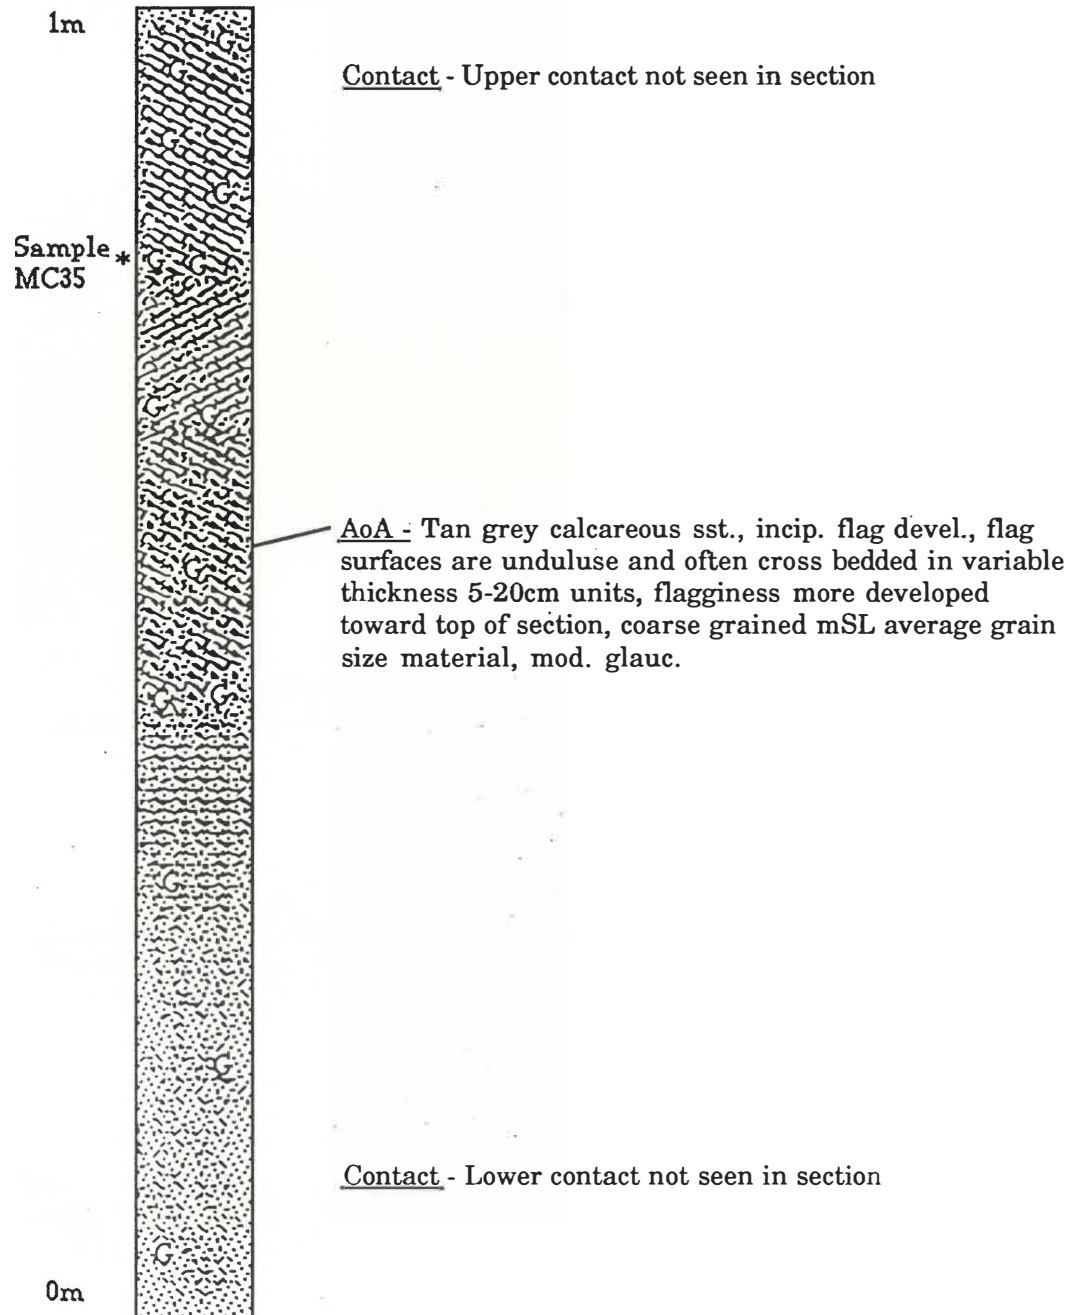 1m
Contact - Upper contact not seen in section
G
G
G
G
Sample *
MC35
G G
G G
AoA - Tan grey calcareous sst., incip. flag devel., flag
surfaces are unduluse and often cross bedded in variable
thickness 5-20cm units, flagginess more developed
toward top of section, coarse grained mSL average grain
size material, mod. glauc.
G
G G
G
G
Contact - Lower contact not seen in section
G
0m